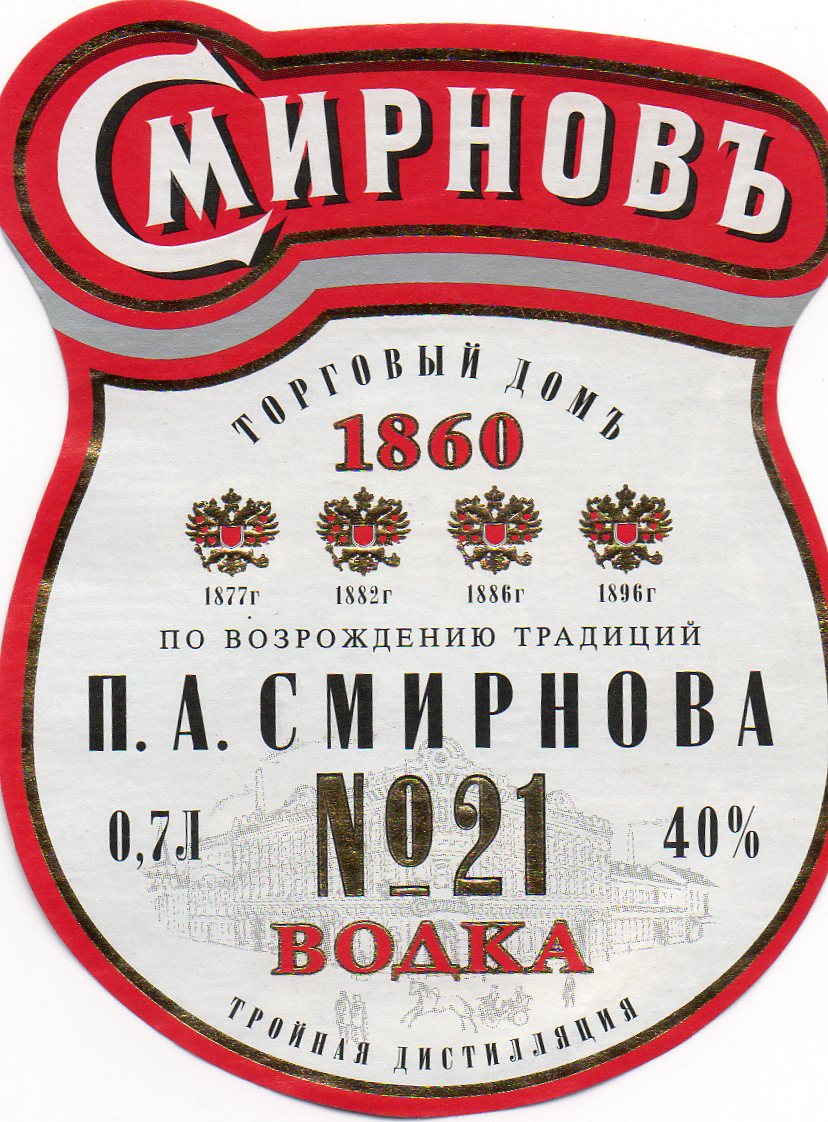 СМИРНОВЪ
ТОРГОВЫЙ ДОМЪ
1860
1877г 1882г 1886г 1896г
ПО ВОЗРОЖДЕНИЮ ТРАДИЦИЙ
П. А. СМИРНОВА
0,7Л №21 40%
ВОДКА
ТРОЙНАЯ ДИСТИЛЛЯЦИЯ